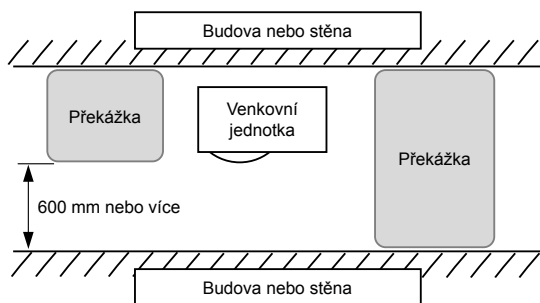 Budova nebo stěna
Překážka
Venkovní
jednotka
Překážka
600 mm nebo více
Budova nebo stěna